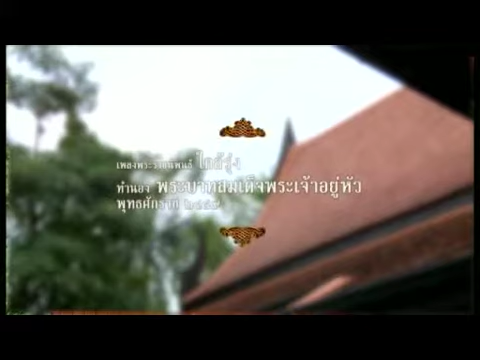 เพลงพระราชนิพนธ์ ใกล้รุ่ง
ทำนอง พระบาทสมเด็จพระเจ้าอยู่หัว
พุทธศักราช